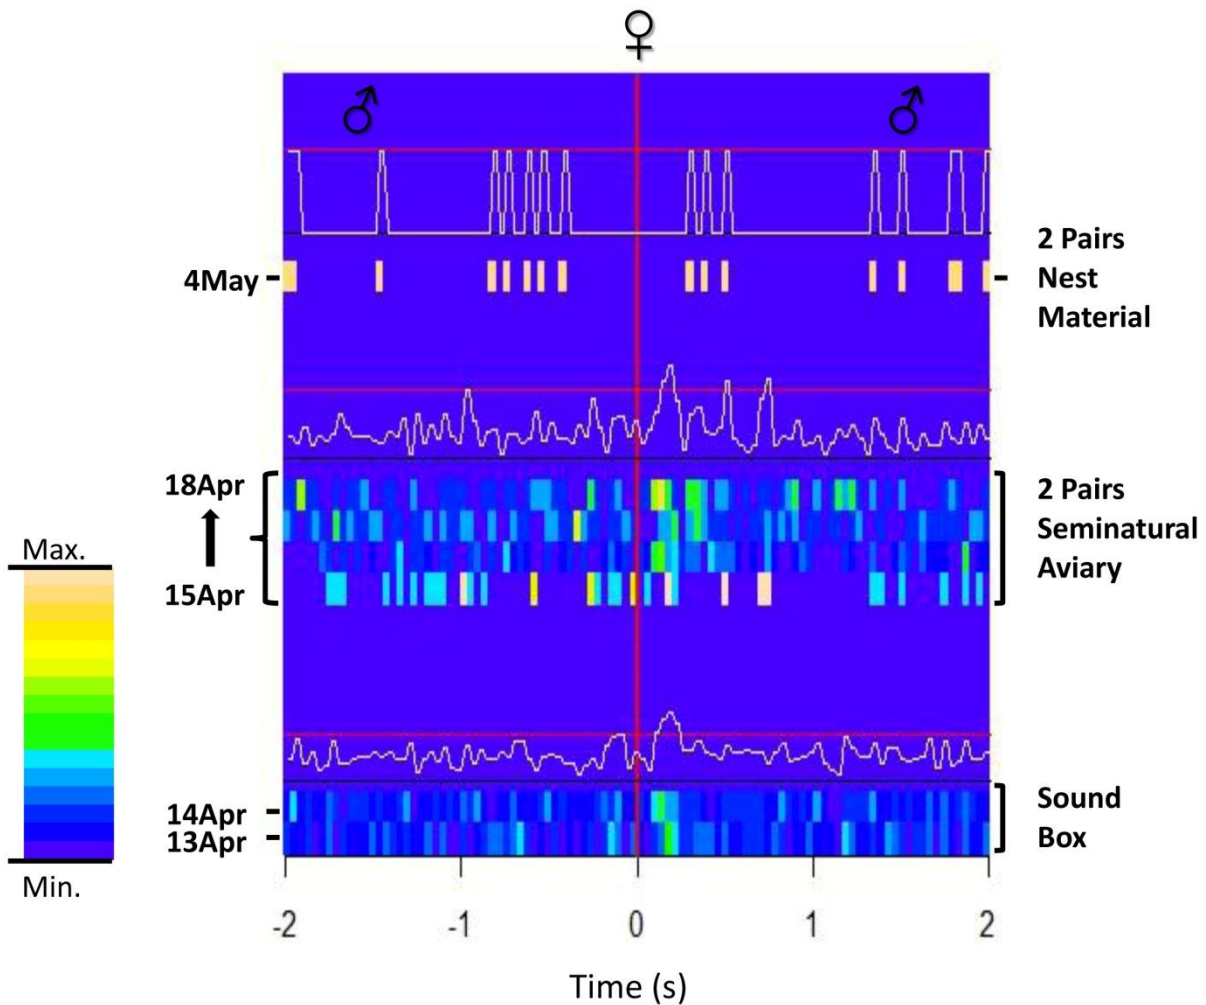 ♀
♂ ♂
2 Pairs
Nest
Material
4May
18Apr
15Apr
2 Pairs
Seminatural
Aviary
Max.
Min.
14Apr
13Apr
Sound
Box
-2 -1 0 1 2
Time (s)